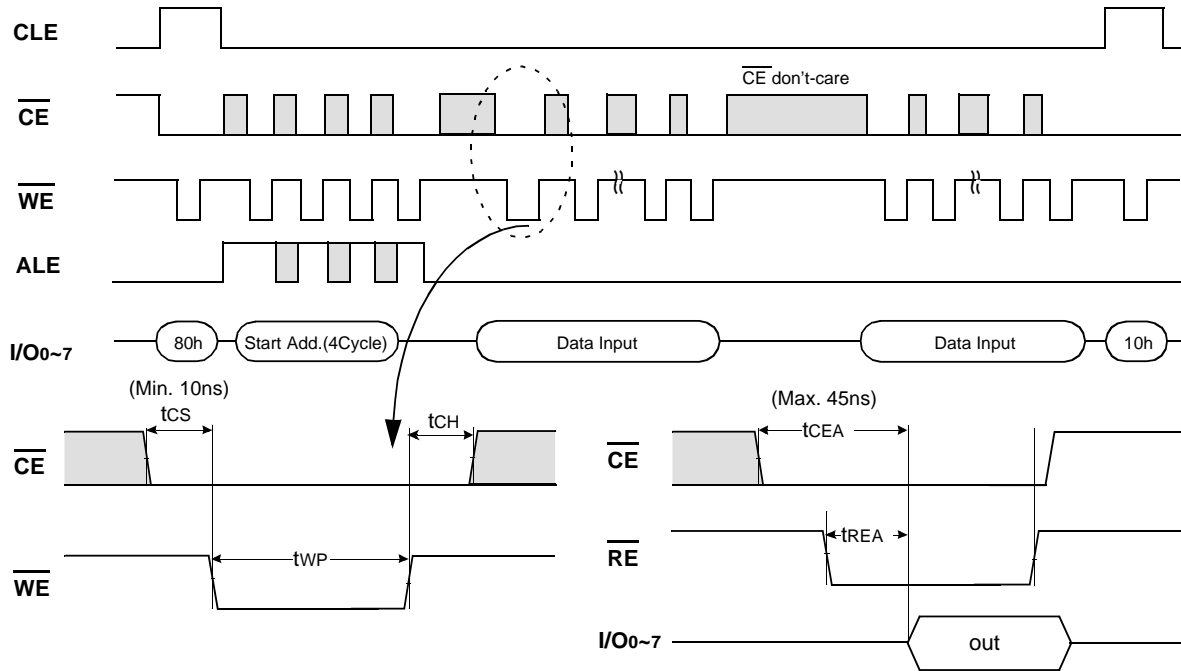 CLE
CE don't-care
CE
WE
≈
≈
ALE
I/O0~7
80h
Start Add.(4Cycle)
Data Input
Data Input
10h
(Min. 10ns)
tCS
tCH
CE
tWP
WE
(Max. 45ns)
tCEA
CE
tREA
RE
I/O0~7
out